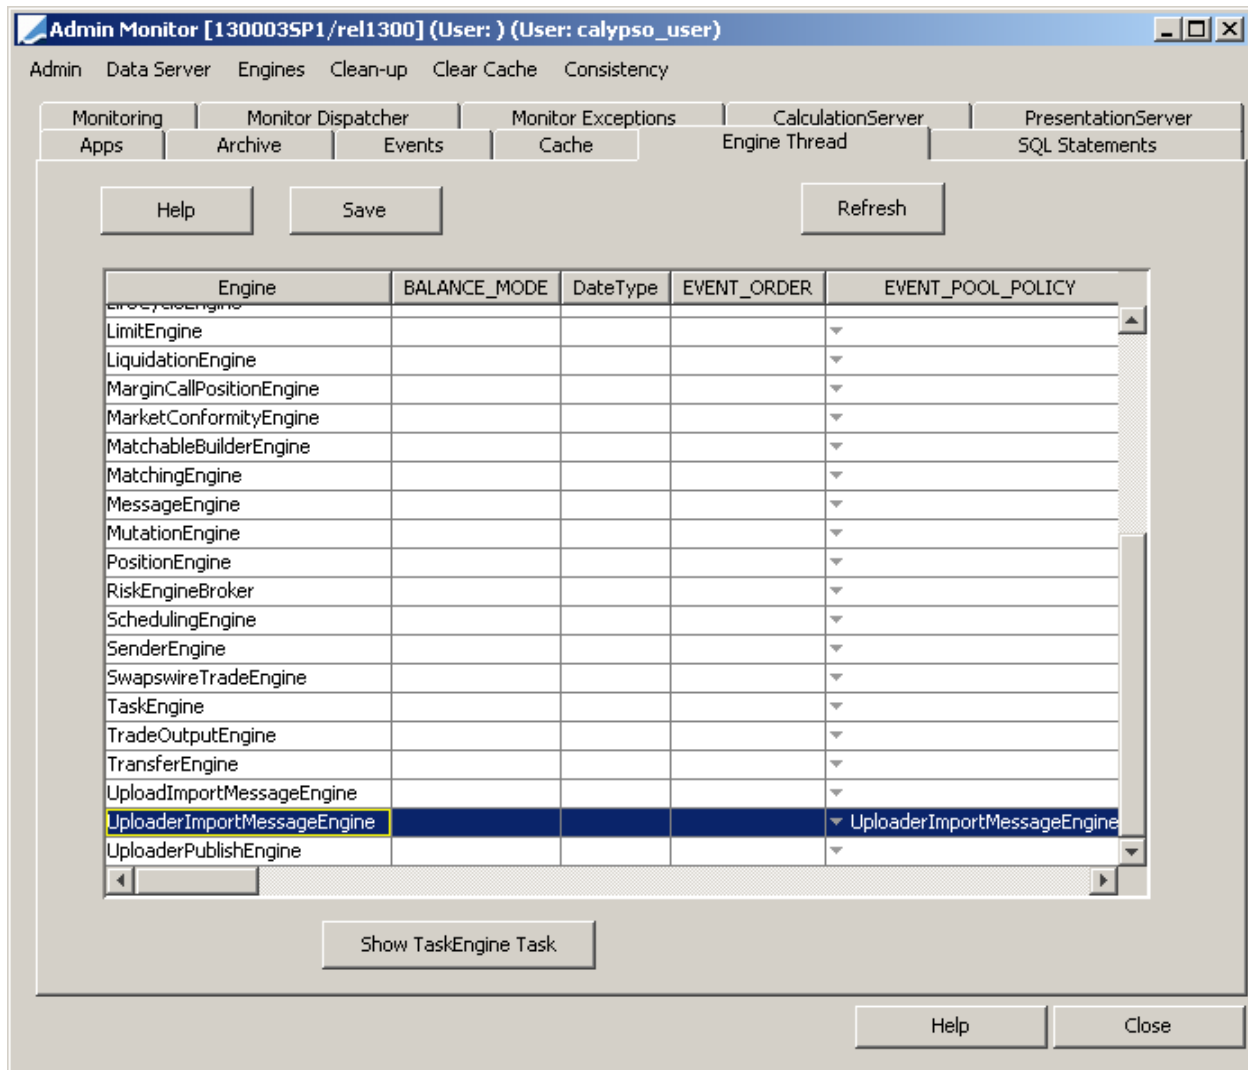 Admin Monitor [130003SP1/rel1300] (User: ) (User: calypso_user)
Admin Data Server Engines Clean-up Clear Cache Consistency
Monitoring Monitor Dispatcher Monitor Exceptions CalculationServer PresentationServer
Apps Archive Events Cache Engine Thread SQL Statements
Help Save Refresh
Engine BALANCE_MODE DateType EVENT_ORDER EVENT_POOL_POLICY
LimitEngine
LiquidationEngine
MarginCallPositionEngine
MarketConformityEngine
MatchableBuilderEngine
MatchingEngine
MessageEngine
MutationEngine
PositionEngine
RiskEngineBroker
SchedulingEngine
SenderEngine
SwapswireTradeEngine
TaskEngine
TradeOutputEngine
TransferEngine
UploadImportMessageEngine
UploaderImportMessageEngine UploaderImportMessageEngine
UploaderPublishEngine
Show TaskEngine Task
Help Close